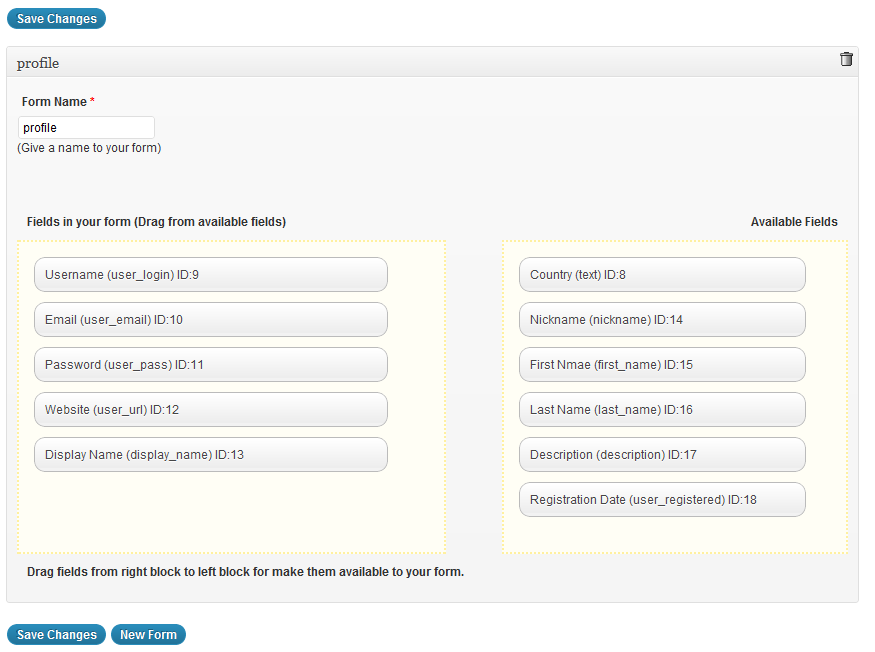 Save Changes
profile
Form Name *
profile
(Give a name to your form)
Fields in your form (Drag from available fields)
Available Fields
Username (user_login) ID:9
Email (user_email) ID:10
Password (user_pass) ID:11
Website (user_url) ID:12
Display Name (display_name) ID:13
Country (text) ID:8
Nickname (nickname) ID:14
First Nmae (first_name) ID:15
Last Name (last_name) ID:16
Description (description) ID:17
Registration Date (user_registered) ID:18
Drag fields from right block to left block for make them available to your form.
Save Changes
New Form